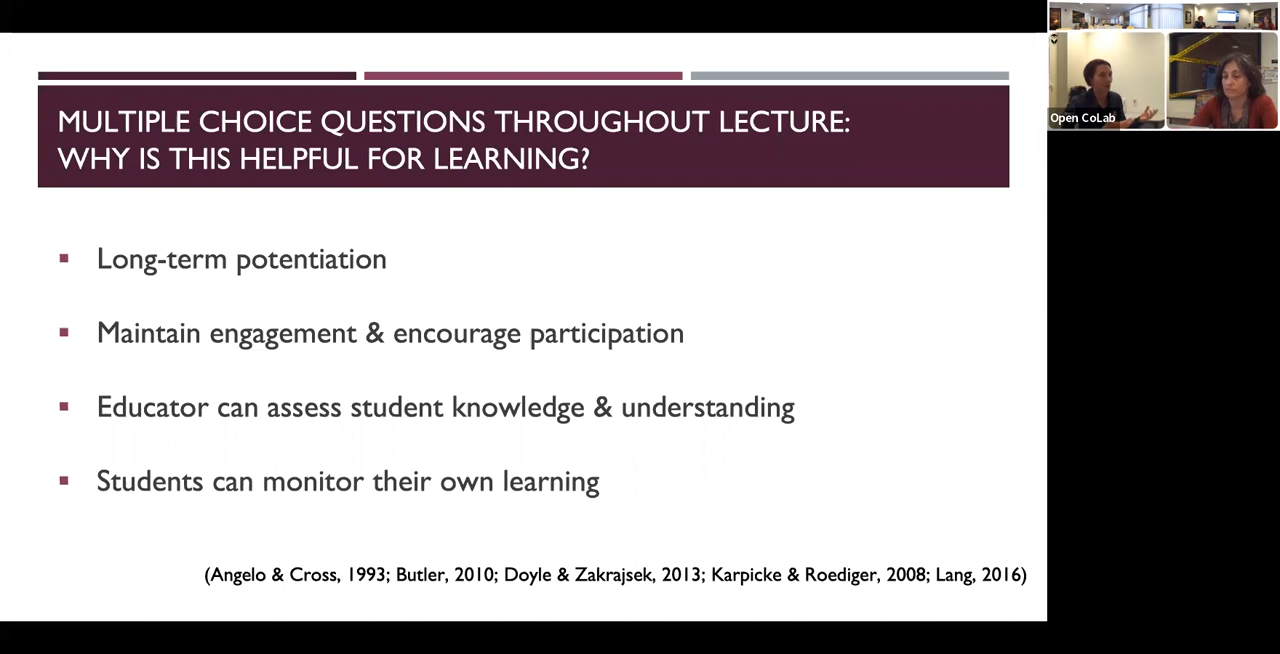 MULTIPLE CHOICE QUESTIONS THROUGHOUT LECTURE:
WHY IS THIS HELPFUL FOR LEARNING?
Long-term potentiation
Maintain engagement & encourage participation
Educator can assess student knowledge & understanding
Students can monitor their own learning
(Angelo & Cross, 1993; Butler, 2010; Doyle & Zakrajsek, 2013; Karpicke & Roediger, 2008; Lang, 2016)
Open CoLab